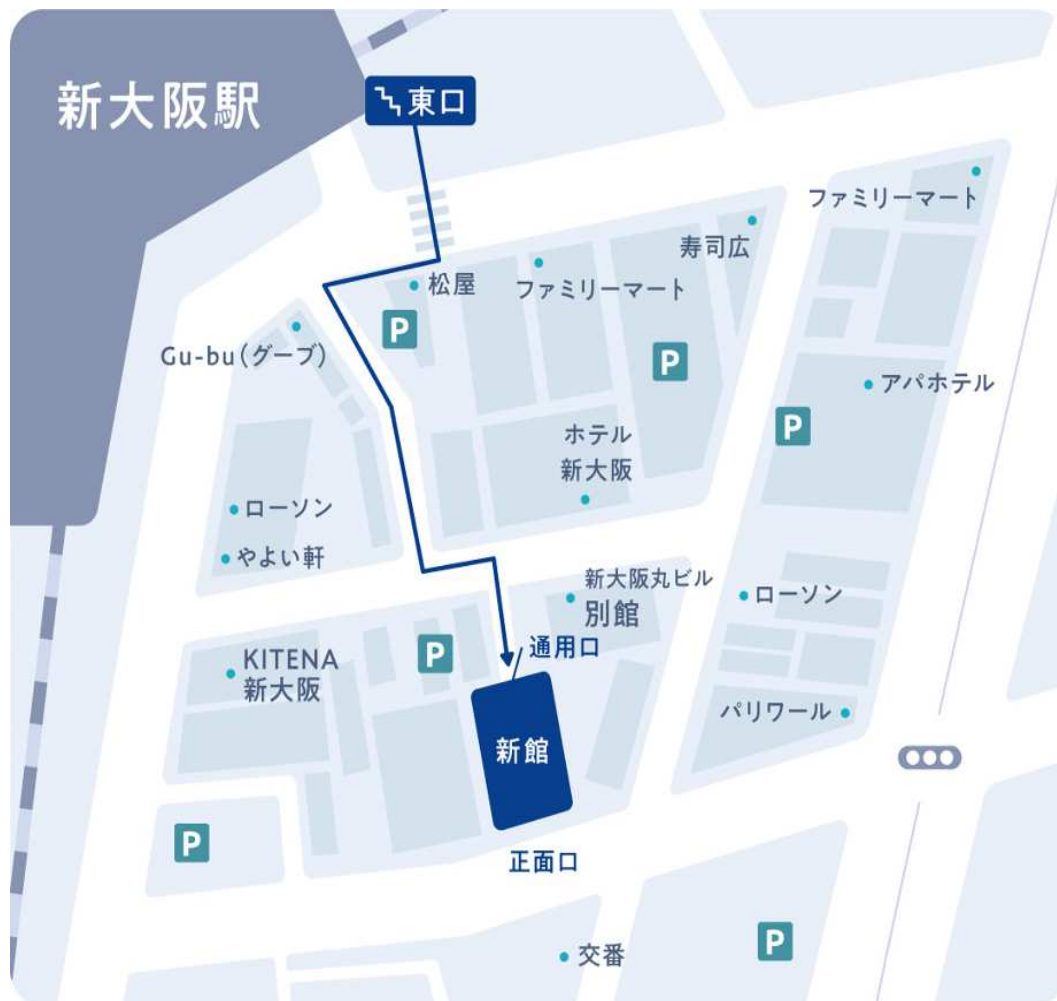 新大阪駅
東口
ファミリーマート
寿司広
松屋
ファミリーマート
P
Gu-bu(グーブ)
P
アパホテル
P
ホテル
新大阪
ローソン
やよい軒
新大阪丸ビル
別館
ローソン
通用口
P
KITENA
新大阪
パリワール
新館
P
正面口
P
交番